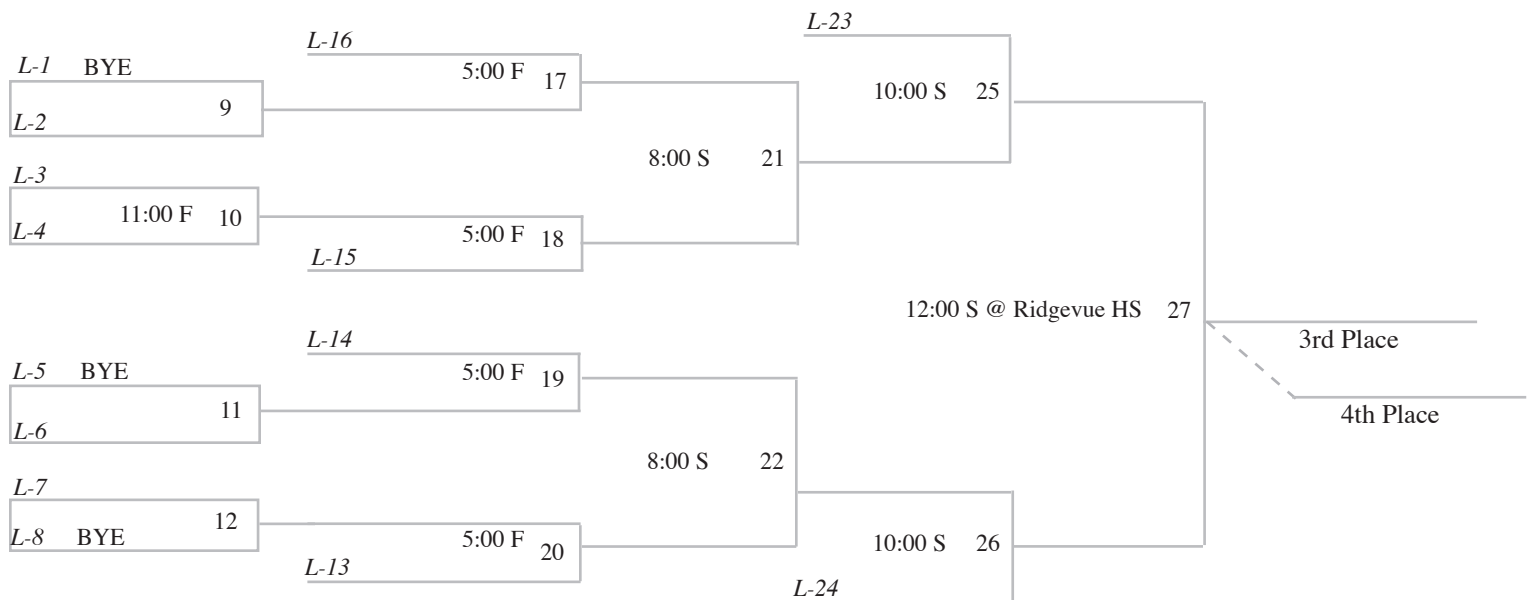 L-23
L-16
L-1 BYE
5:00 F 17
10:00 S 25
9
L-2
8:00 S 21
L-3
11:00 F 10
L-4
5:00 F 18
L-15
12:00 S @ Ridgevue HS 27
L-14
3rd Place
L-5 BYE
5:00 F 19
11
4th Place
L-6
8:00 S 22
L-7
12
L-8 BYE
5:00 F 20
10:00 S 26
L-13
L-24